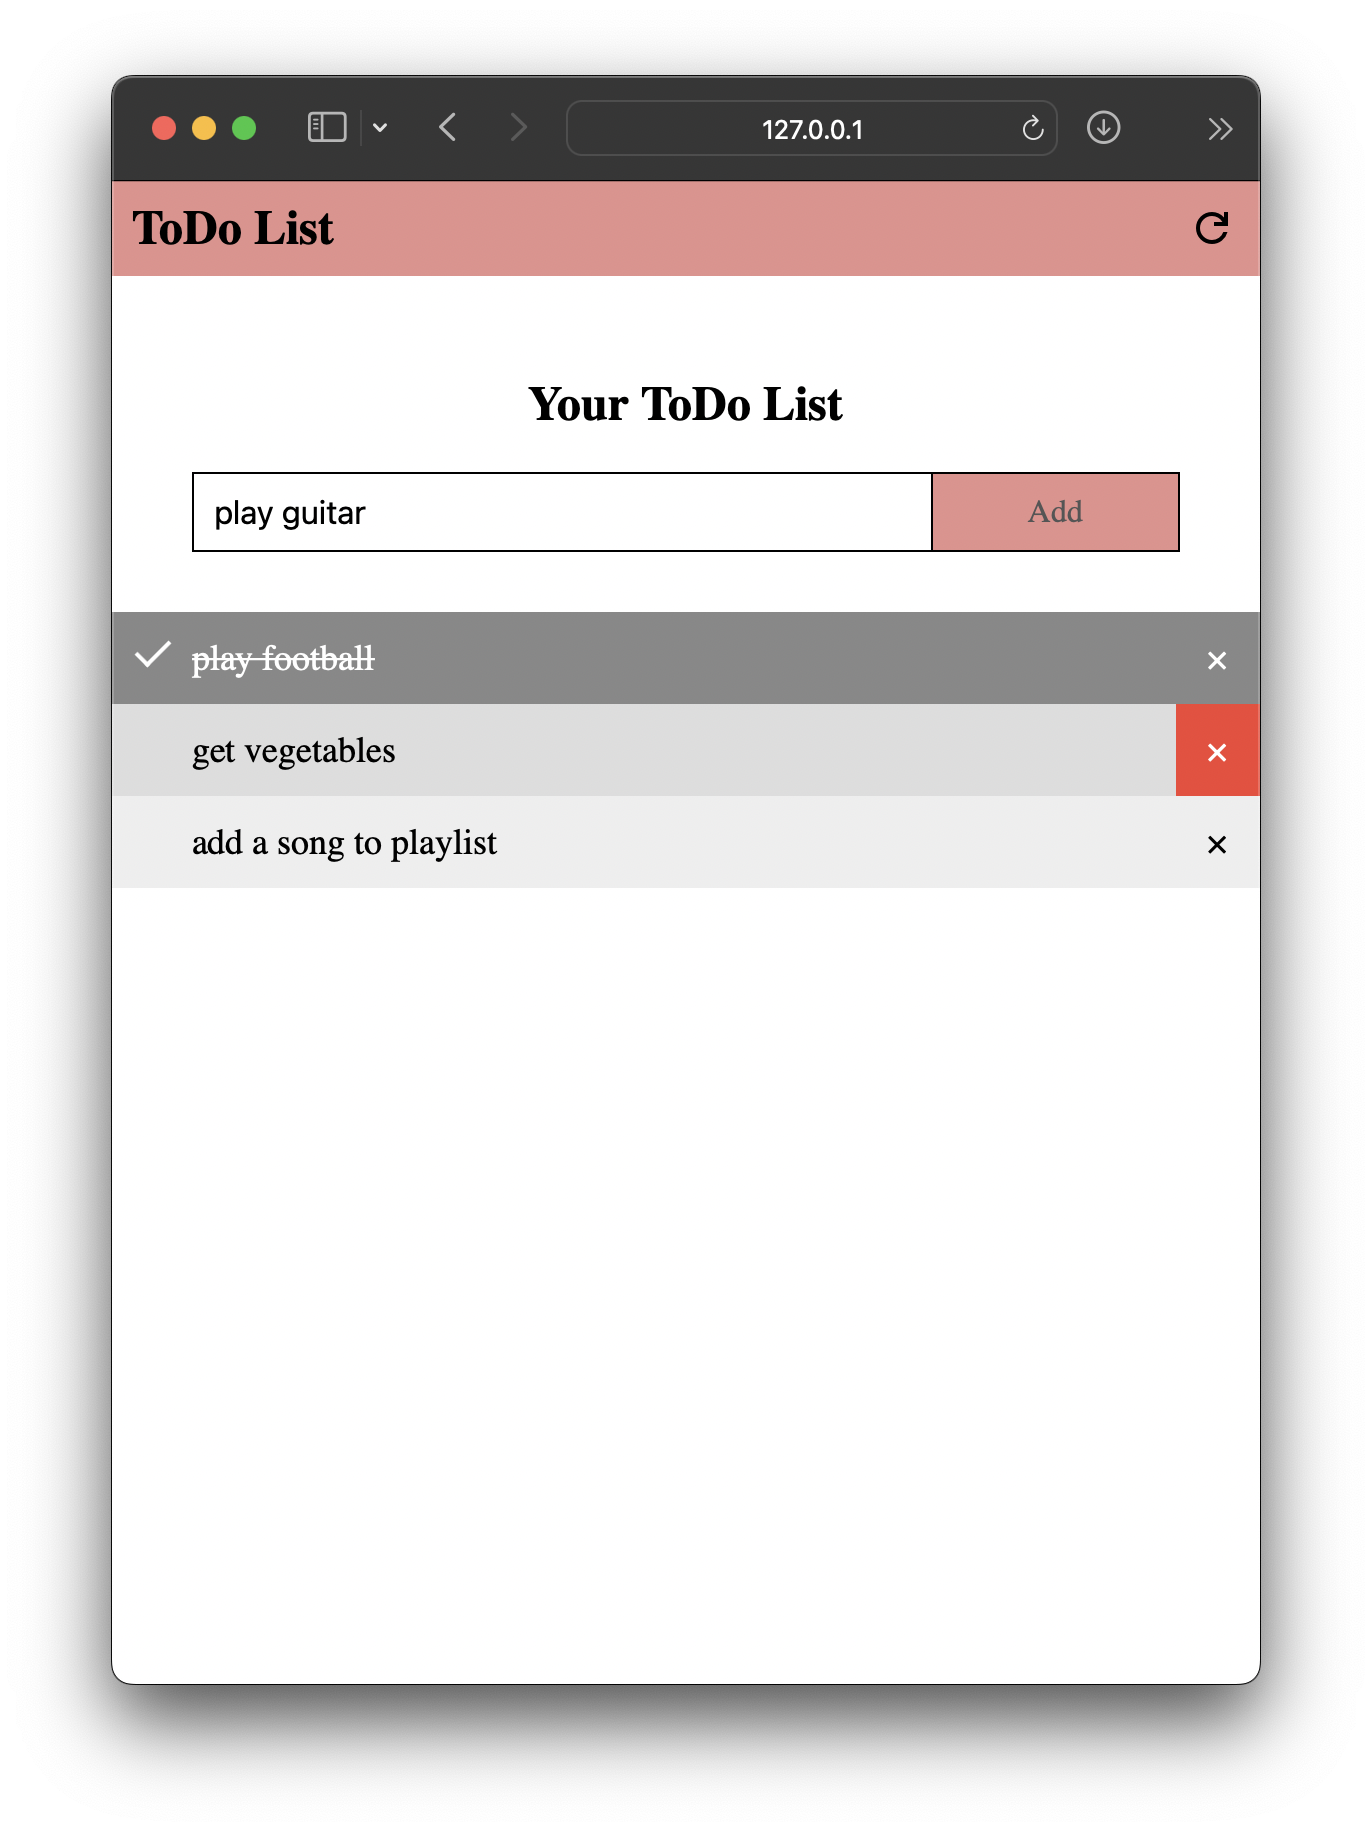 127.0.0.1
ToDo List
Your ToDo List
play guitar
Add
play football
get vegetables
add a song to playlist